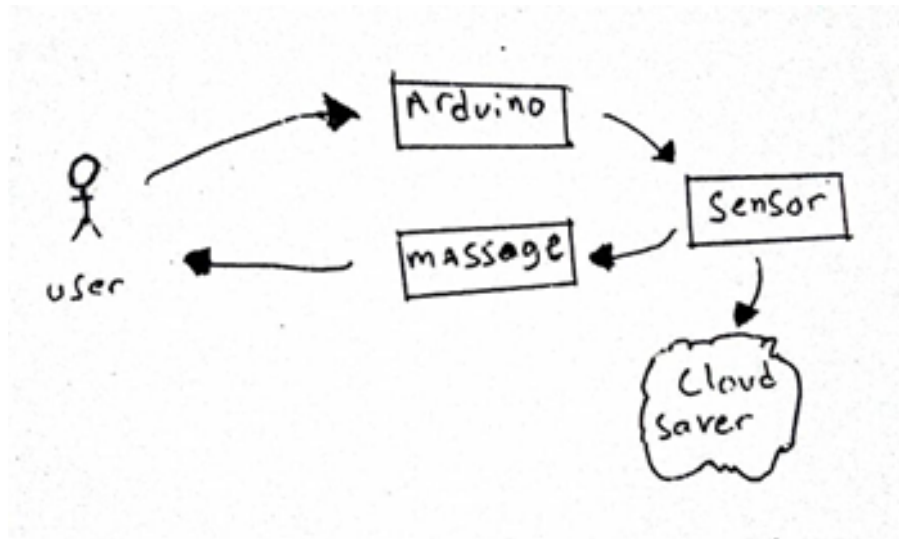 Arduino
sensor
massage
user
Cloud
saver